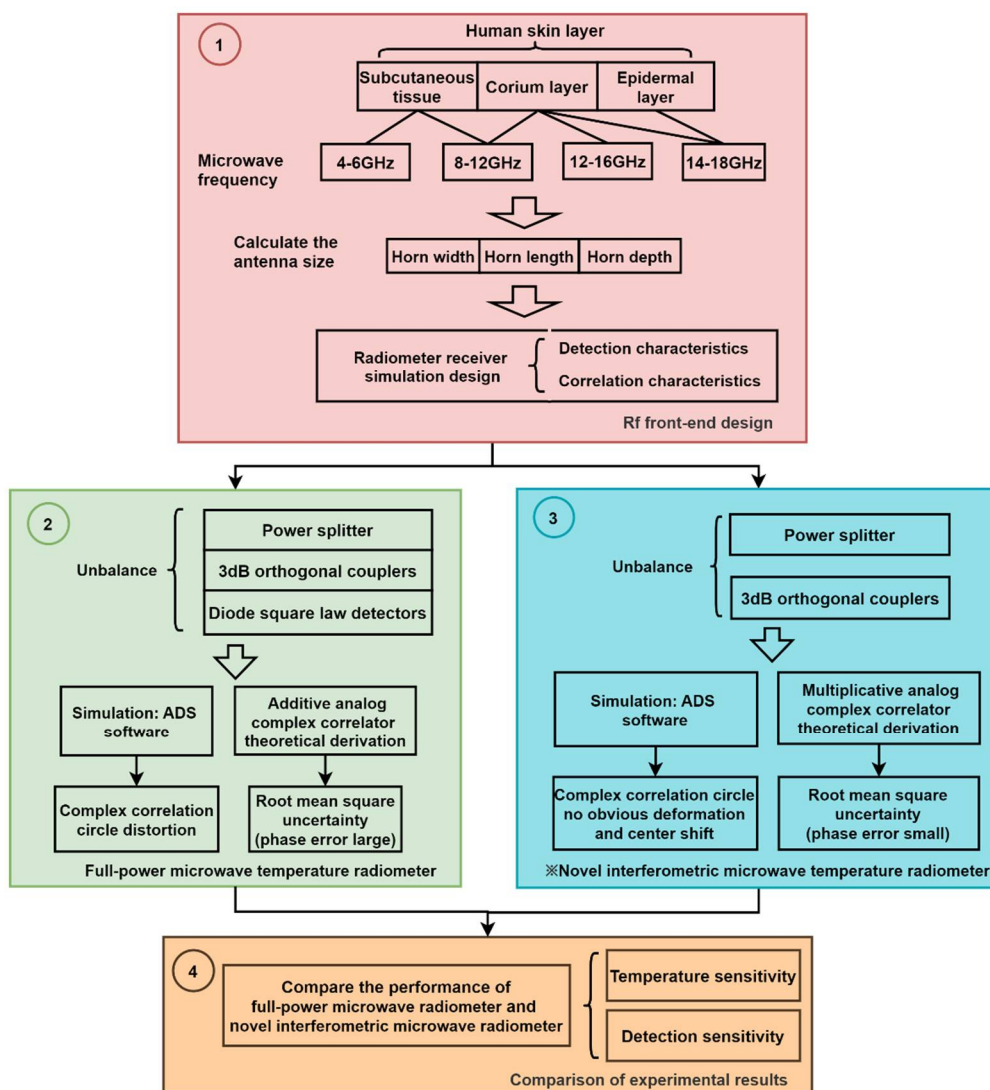 1
Human skin layer
Subcutaneous
tissue
Corium layer
Epidermal
layer
Microwave
frequency
4-6GHz
8-12GHz
12-16GHz
14-18GHz
Calculate the
antenna size
Horn width
Horn length
Horn depth
Radiometer receiver
simulation design
Detection characteristics
Correlation characteristics
Rf front-end design
2
Unbalance
Power splitter
3dB orthogonal couplers
Diode square law detectors
Simulation: ADS
software
Additive analog
complex correlator
theoretical derivation
Complex correlation
circle distortion
Root mean square
uncertainty
(phase error large)
Full-power microwave temperature radiometer
3
Unbalance
Power splitter
3dB orthogonal couplers
Simulation: ADS
software
Multiplicative analog
complex correlator
theoretical derivation
Complex correlation circle
no obvious deformation
and center shift
Root mean square
uncertainty
(phase error small)
※Novel interferometric microwave temperature radiometer
4
Compare the performance of
full-power microwave radiometer and
novel interferometric microwave radiometer
Temperature sensitivity
Detection sensitivity
Comparison of experimental results